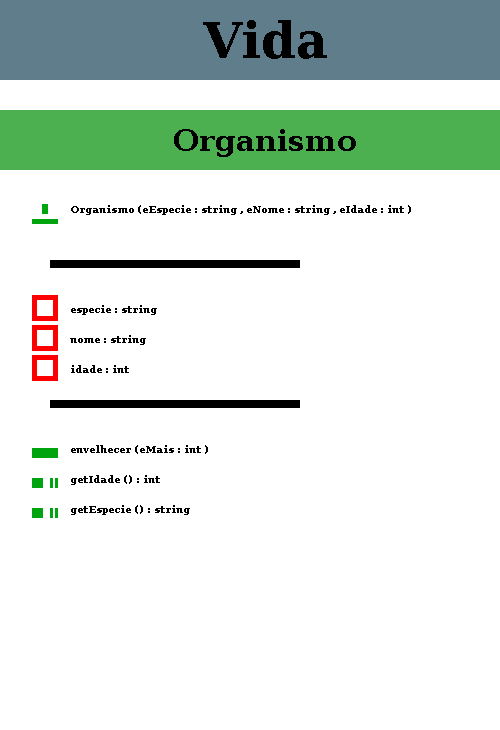 Vida
Organismo
Organismo ( eEspecie : string , eNome : string , eIdade : int )
especie : string
nome : string
idade : int
envelhecer ( eMais : int )
getIdade () : int
getEspecie () : string